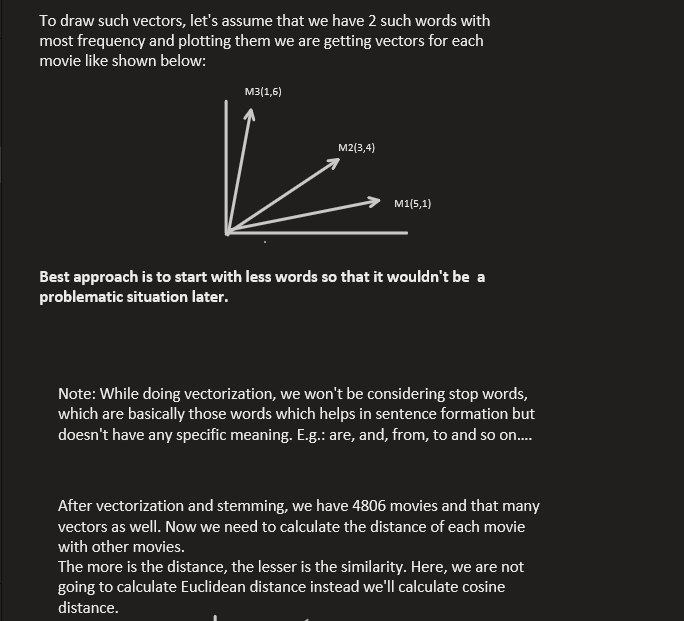 To draw such vectors, let's assume that we have 2 such words with
most frequency and plotting them we are getting vectors for each
movie like shown below:
M3(1,6)
M2(3,4)
M1(5,1)
Best approach is to start with less words so that it wouldn't be  a
problematic situation later.
Note: While doing vectorization, we won't be considering stop words,
which are basically those words which helps in sentence formation but
doesn't have any specific meaning. E.g.: are, and, from, to and so on....
After vectorization and stemming, we have 4806 movies and that many
vectors as well. Now we need to calculate the distance of each movie
with other movies.
The more is the distance, the lesser is the similarity. Here, we are not
going to calculate Euclidean distance instead we'll calculate cosine
distance.